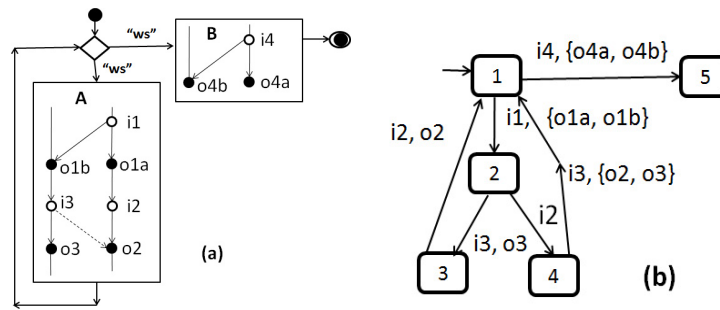 "ws"
B
i4
o4b
o4a
"ws"
A
i1
o1b
o1a
i3
i2
o3
o2
(a)
i4, {o4a, o4b}
1
5
i1, {o1a, o1b}
i2, o2
2
i3, {o2, o3}
i2
i3, o3
3
4
(b)